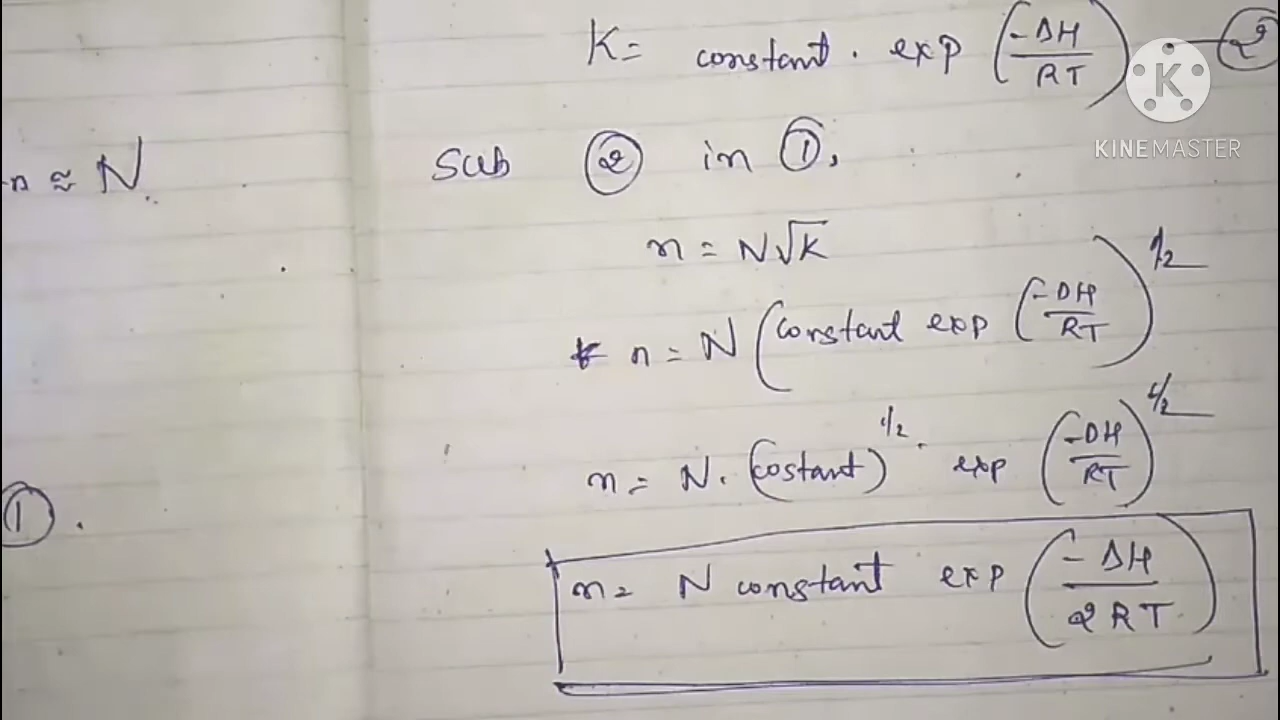 K = constant . exp (-ΔH/RT) — ②
-n ≈ N.
Sub ② in ①,
n = N√K
n = N (constant exp (-ΔH/RT))^1/2
n = N. (costant)^1/2 . exp (-ΔH/RT)^1/2
① .
n = N constant exp (-ΔH/2RT)
K
KINEMASTER